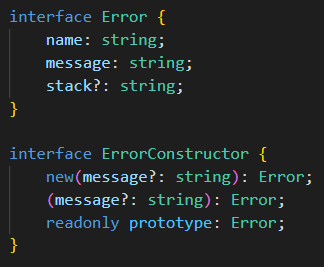 interface Error {
    name: string;
    message: string;
    stack?: string;
}

interface ErrorConstructor {
    new(message?: string): Error;
    (message?: string): Error;
    readonly prototype: Error;
}